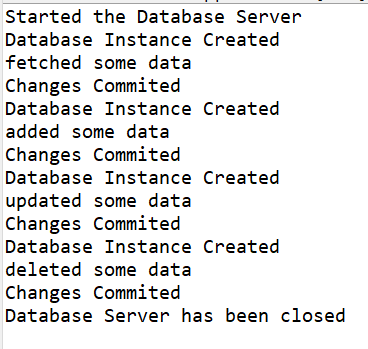 Started the Database Server
Database Instance Created
fetched some data
Changes Commited
Database Instance Created
added some data
Changes Commited
Database Instance Created
updated some data
Changes Commited
Database Instance Created
deleted some data
Changes Commited
Database Server has been closed